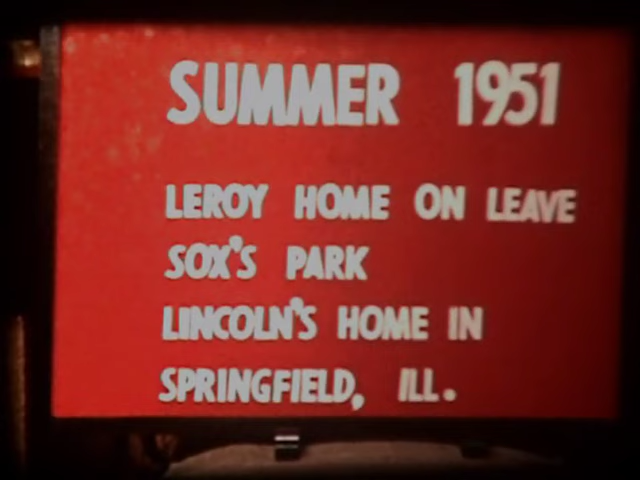 SUMMER 1951
LEROY HOME ON LEAVE
SOX'S PARK
LINCOLN'S HOME IN
SPRINGFIELD, ILL.